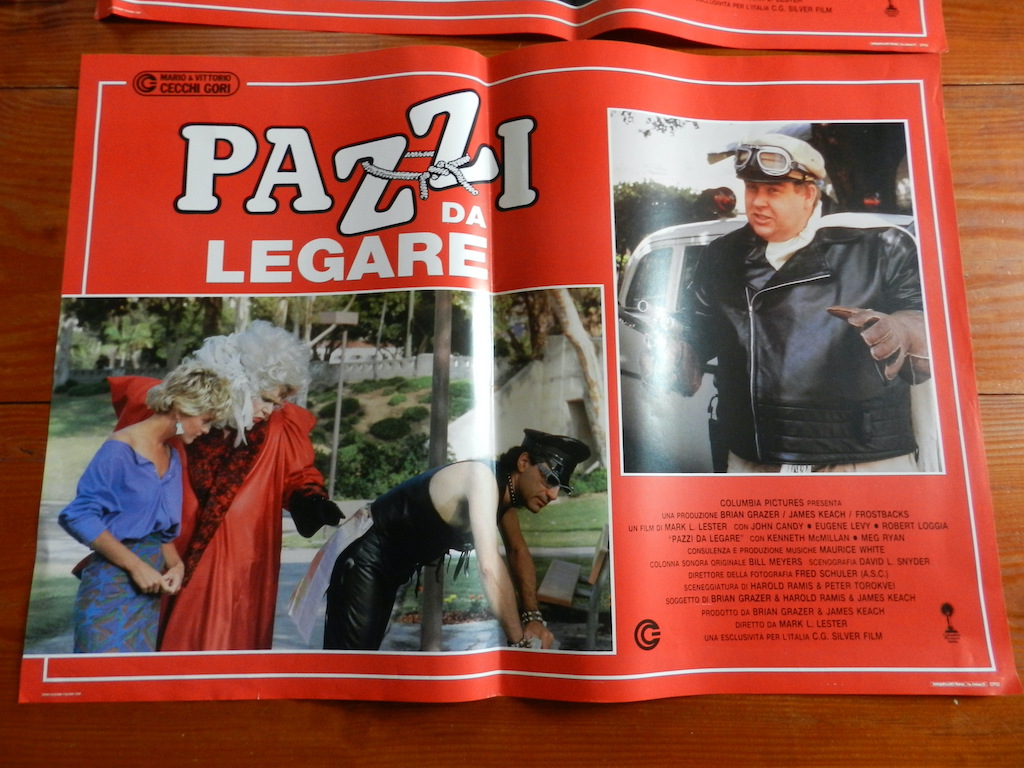 USIVITÀ PER L'ITALIA C.G. SILVER FILM
MARIO & VITTORIO
CECCHI GORI
PAZZI
DA
LEGARE
COLUMBIA PICTURES PRESENTA
UNA PRODUZIONE BRIAN GRAZER / JAMES KEACH / FROSTBACKS
UN FILM DI MARK L. LESTER CON JOHN CANDY • EUGENE LEVY • ROBERT LOGGIA
"PAZZI DA LEGARE" CON KENNETH McMILLAN • MEG RYAN
CONSULENZA E PRODUZIONE MUSICHE MAURICE WHITE
COLONNA SONORA ORIGINALE BILL MEYERS SCENOGRAFIA DAVID L. SNYDER
DIRETTORE DELLA FOTOGRAFIA FRED SCHULER (A.S.C.)
SCENEGGIATURA DI HAROLD RAMIS & PETER TOROKVEI
SOGGETTO DI BRIAN GRAZER & HAROLD RAMIS & JAMES KEACH
PRODOTTO DA BRIAN GRAZER & JAMES KEACH
DIRETTO DA MARK L. LESTER
UNA ESCLUSIVITÀ PER L'ITALIA C.G. SILVER FILM